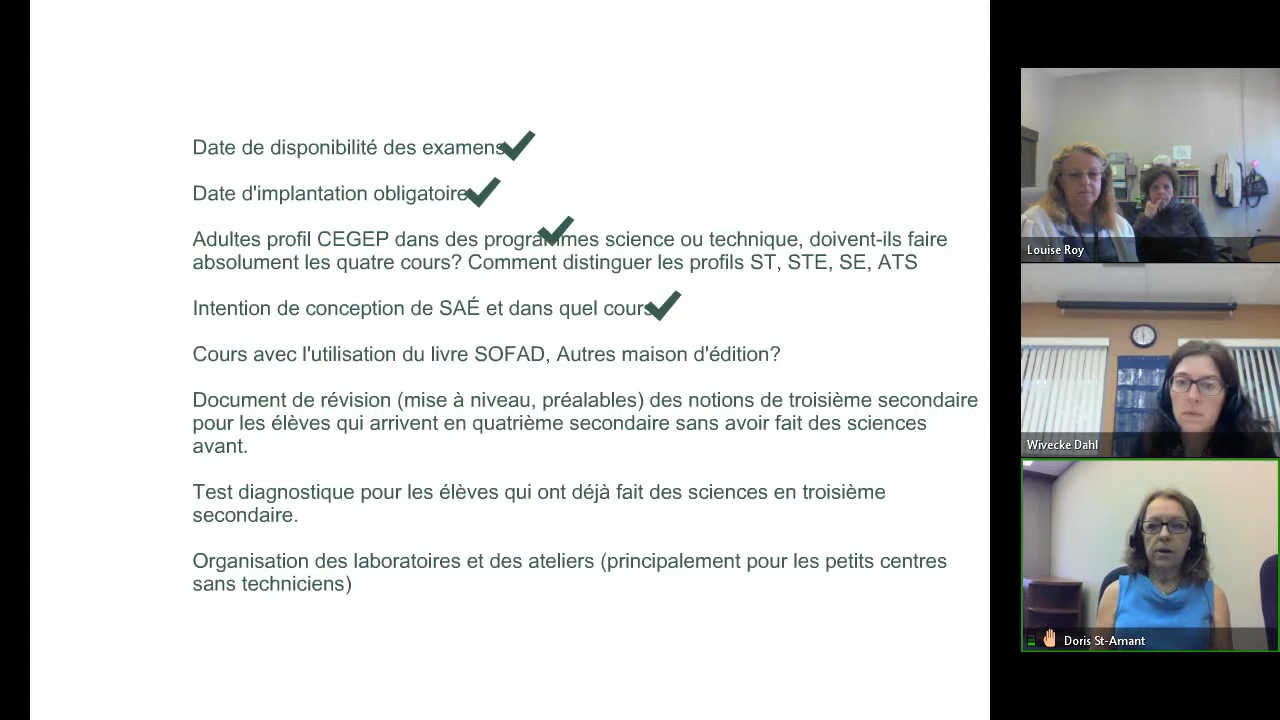 Date de disponibilité des examens
Date d'implantation obligatoire
Adultes profil CEGEP dans des programmes science ou technique, doivent-ils faire
absolument les quatre cours? Comment distinguer les profils ST, STE, SE, ATS
Intention de conception de SAÉ et dans quel cours
Cours avec l'utilisation du livre SOFAD, Autres maison d'édition?
Document de révision (mise à niveau, préalables) des notions de troisième secondaire
pour les élèves qui arrivent en quatrième secondaire sans avoir fait des sciences
avant.
Test diagnostique pour les élèves qui ont déjà fait des sciences en troisième
secondaire.
Organisation des laboratoires et des ateliers (principalement pour les petits centres
sans techniciens)
Louise Roy
Wivecke Dahl
Doris St-Amant